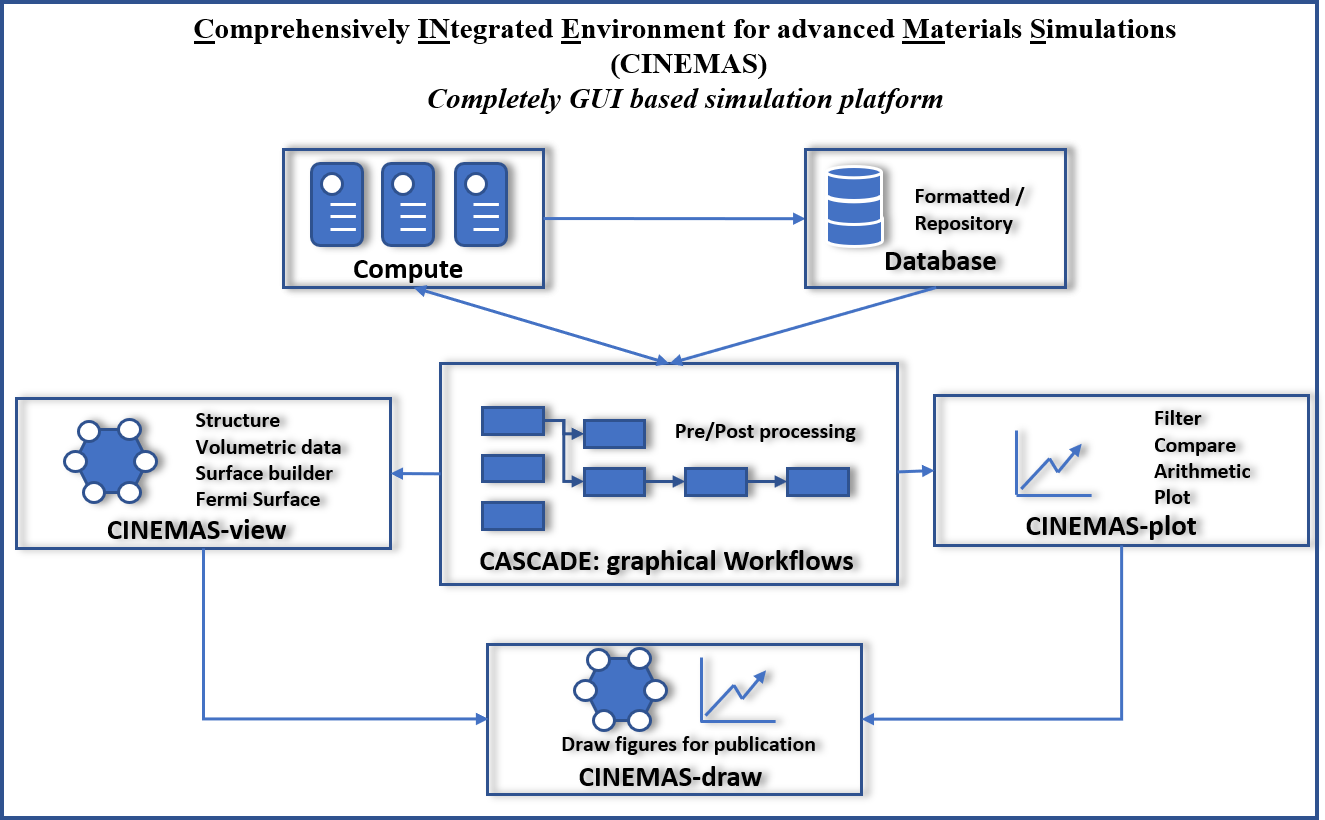 Comprehensively INtegrated Environment for advanced Materials Simulations
(CINEMAS)
Completely GUI based simulation platform
Compute
Formatted /
Repository
Database
Structure
Volumetric data
Surface builder
Fermi Surface
CINEMAS-view
Pre/Post processing
CASCADE: graphical Workflows
Filter
Compare
Arithmetic
Plot
CINEMAS-plot
Draw figures for publication
CINEMAS-draw